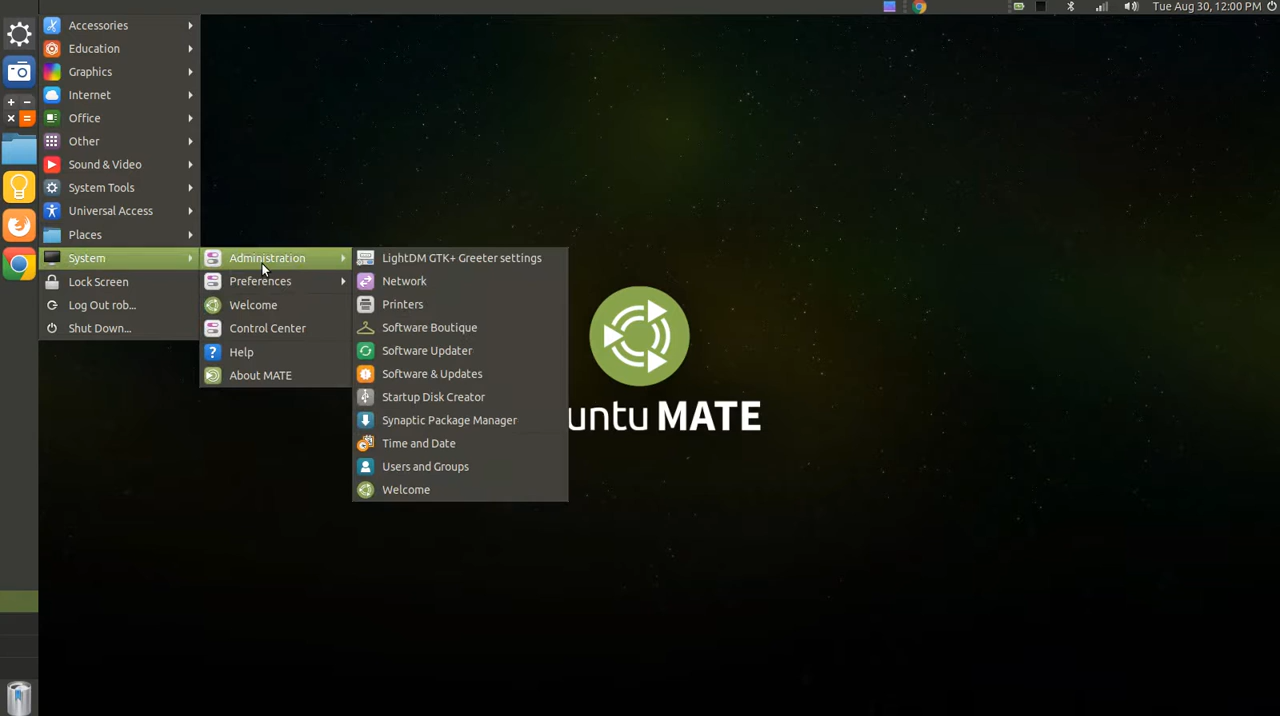 Tue Aug 30, 12:00 PM
Accessories
Education
Graphics
Internet
Office
Other
Sound & Video
System Tools
Universal Access
Places
System
Lock Screen
Log Out rob...
Shut Down...
Administration
Preferences
Welcome
Control Center
Help
About MATE
LightDM GTK+ Greeter settings
Network
Printers
Software Boutique
Software Updater
Software & Updates
Startup Disk Creator
Synaptic Package Manager
Time and Date
Users and Groups
Welcome
untu MATE